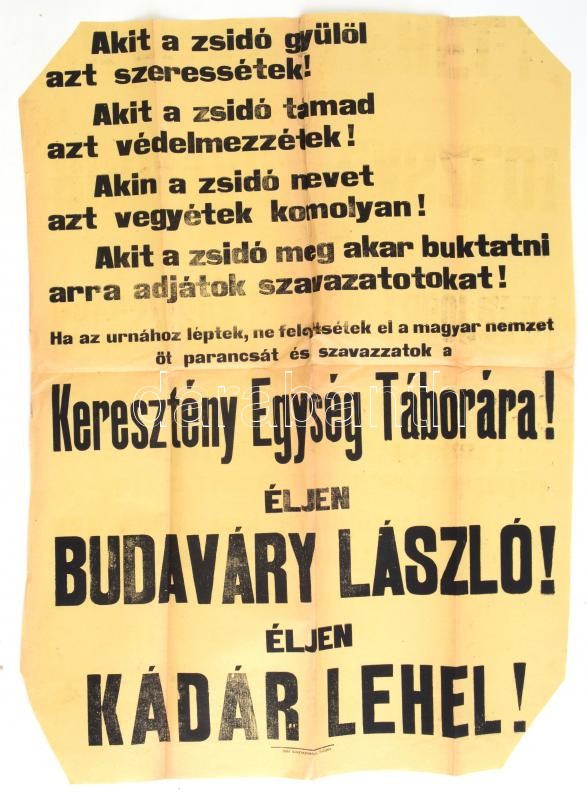 Akit a zsidó gyülöl
azt szeressétek!
Akit a zsidó támad
azt védelmezzétek!
Akin a zsidó nevet
azt vegyétek komolyan!
Akit a zsidó meg akar buktatni
arra adjátok szavazatotokat!
Ha az urnához léptek, ne felejtsétek el a magyar nemzet
öt parancsát és szavazzatok a
Keresztény Egység Táborára!
ÉLJEN
BUDAVÁRY LÁSZLÓ!
ÉLJEN
KÁDÁR LEHEL!